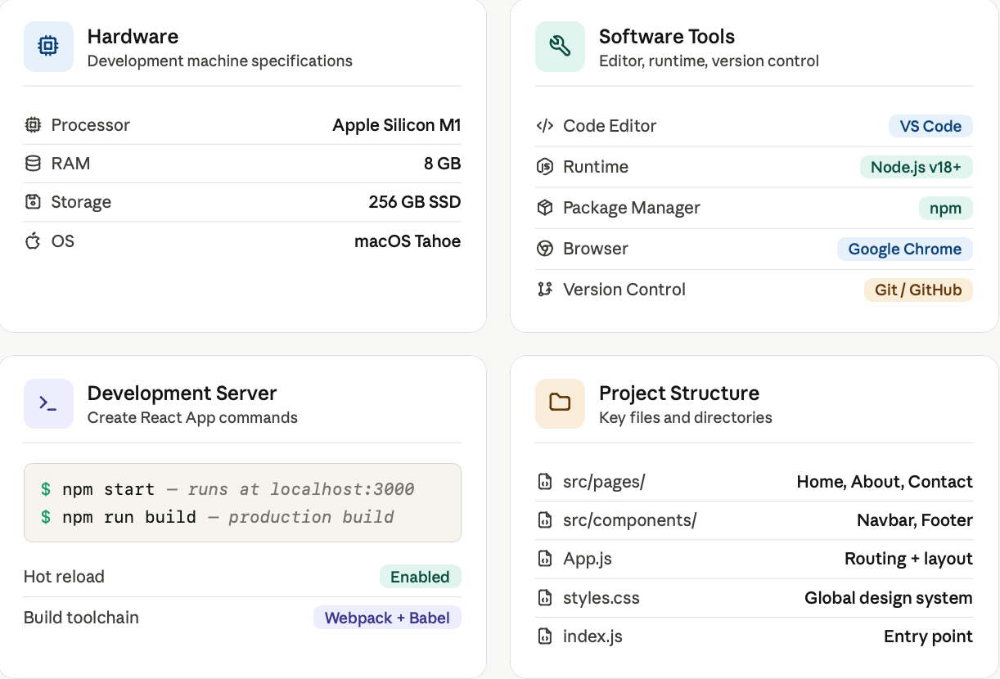 Hardware
Development machine specifications
Processor Apple Silicon M1
RAM 8 GB
Storage 256 GB SSD
OS macOS Tahoe
Software Tools
Editor, runtime, version control
Code Editor VS Code
Runtime Node.js v18+
Package Manager npm
Browser Google Chrome
Version Control Git / GitHub
Development Server
Create React App commands
$ npm start — runs at localhost:3000
$ npm run build — production build
Hot reload Enabled
Build toolchain Webpack + Babel
Project Structure
Key files and directories
src/pages/ Home, About, Contact
src/components/ Navbar, Footer
App.js Routing + layout
styles.css Global design system
index.js Entry point